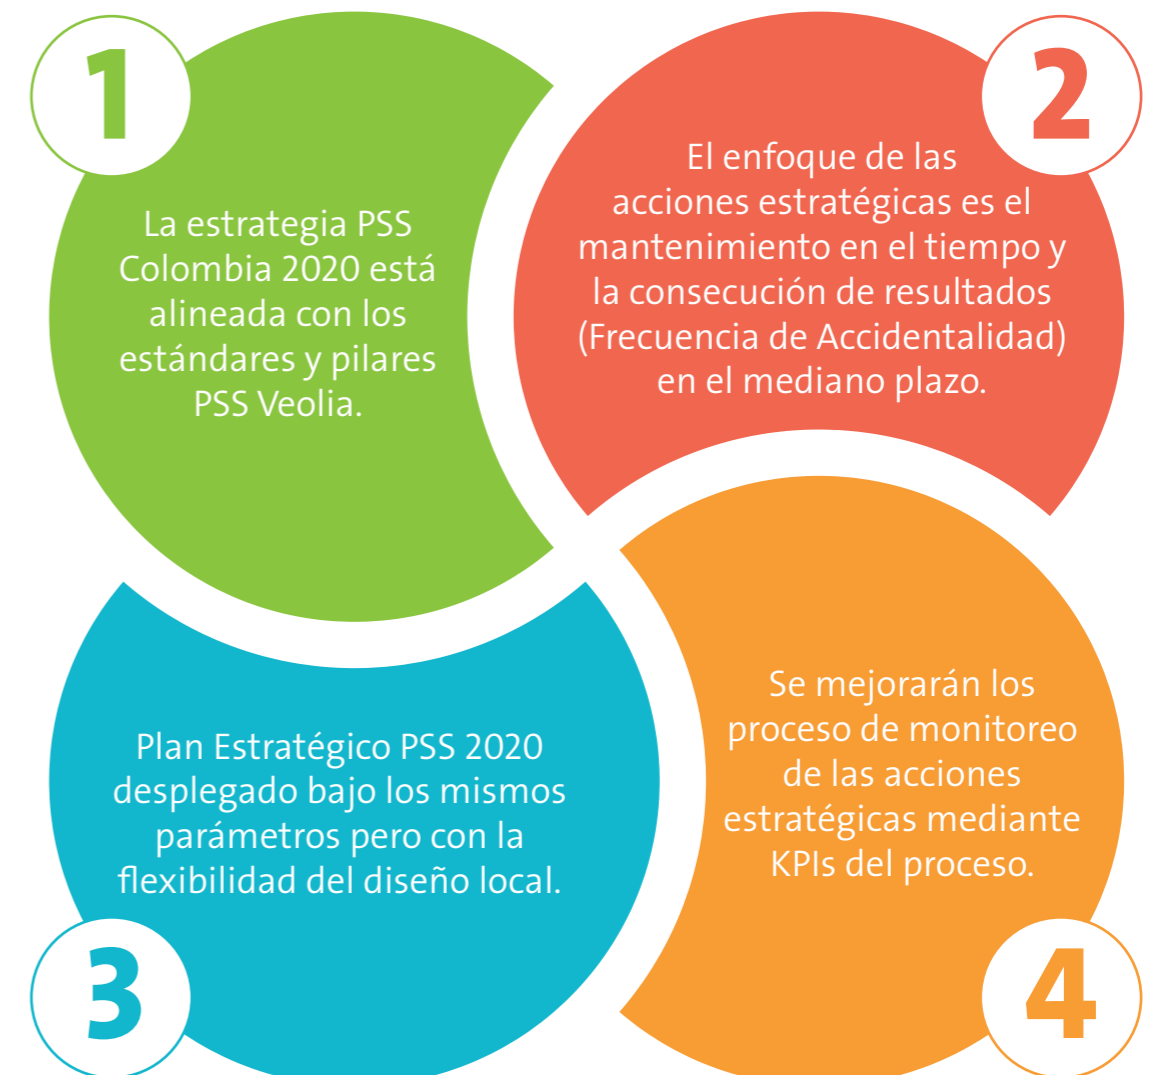 1
La estrategia PSS
Colombia 2020 está
alineada con los
estándares y pilares
PSS Veolia.
2
El enfoque de las
acciones estratégicas es el
mantenimiento en el tiempo y
la consecución de resultados
(Frecuencia de Accidentalidad)
en el mediano plazo.
3
Plan Estratégico PSS 2020
desplegado bajo los mismos
parámetros pero con la
flexibilidad del diseño local.
4
Se mejorarán los
proceso de monitoreo
de las acciones
estratégicas mediante
KPIs del proceso.